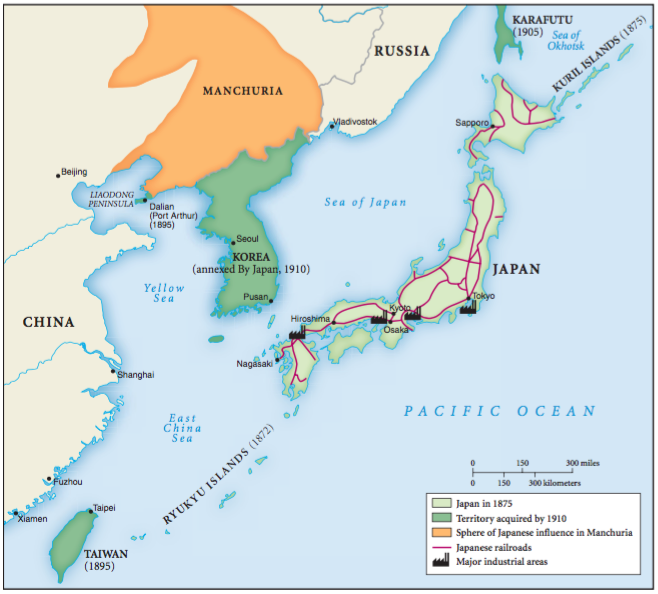 KARAFUTU
(1905)
Sea of
Okhotsk
KURIL ISLANDS (1875)
RUSSIA
MANCHURIA
Vladivostok
Sapporo
Beijing
LIAODONG
PENINSULA
Dalian
(Port Arthur)
(1895)
Sea of Japan
Seoul
KOREA
(annexed By Japan, 1910)
JAPAN
Yellow
Sea
Pusan
Tokyo
Kyoto
Hiroshima
Osaka
CHINA
Nagasaki
Shanghai
PACIFIC OCEAN
East
China
Sea
RYUKYU ISLANDS (1872)
0 150 300 miles
0 150 300 kilometers
Fuzhou
Taipei
Xiamen
TAIWAN
(1895)
Japan in 1875
Territory acquired by 1910
Sphere of Japanese influence in Manchuria
Japanese railroads
Major industrial areas